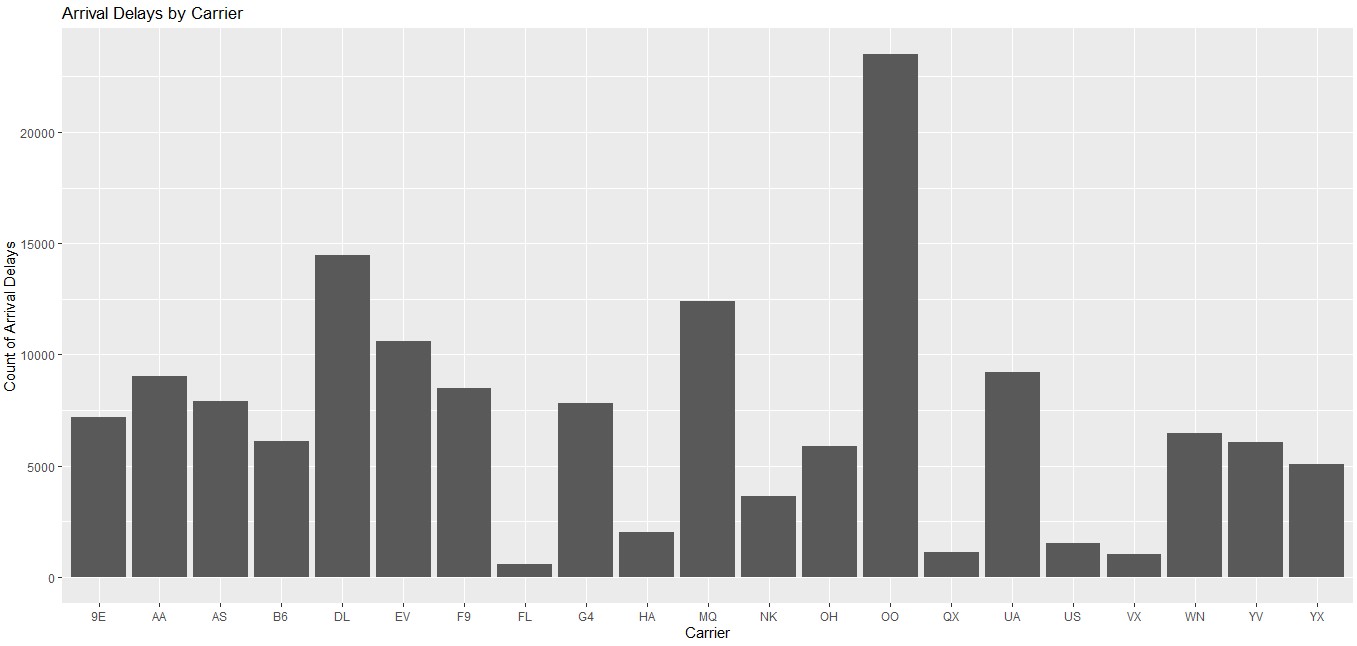 Arrival Delays by Carrier
Count of Arrival Delays
20000
15000
10000
5000
0
9E AA AS B6 DL EV F9 FL G4 HA MQ NK OH OO QX UA US VX WN YV YX
Carrier